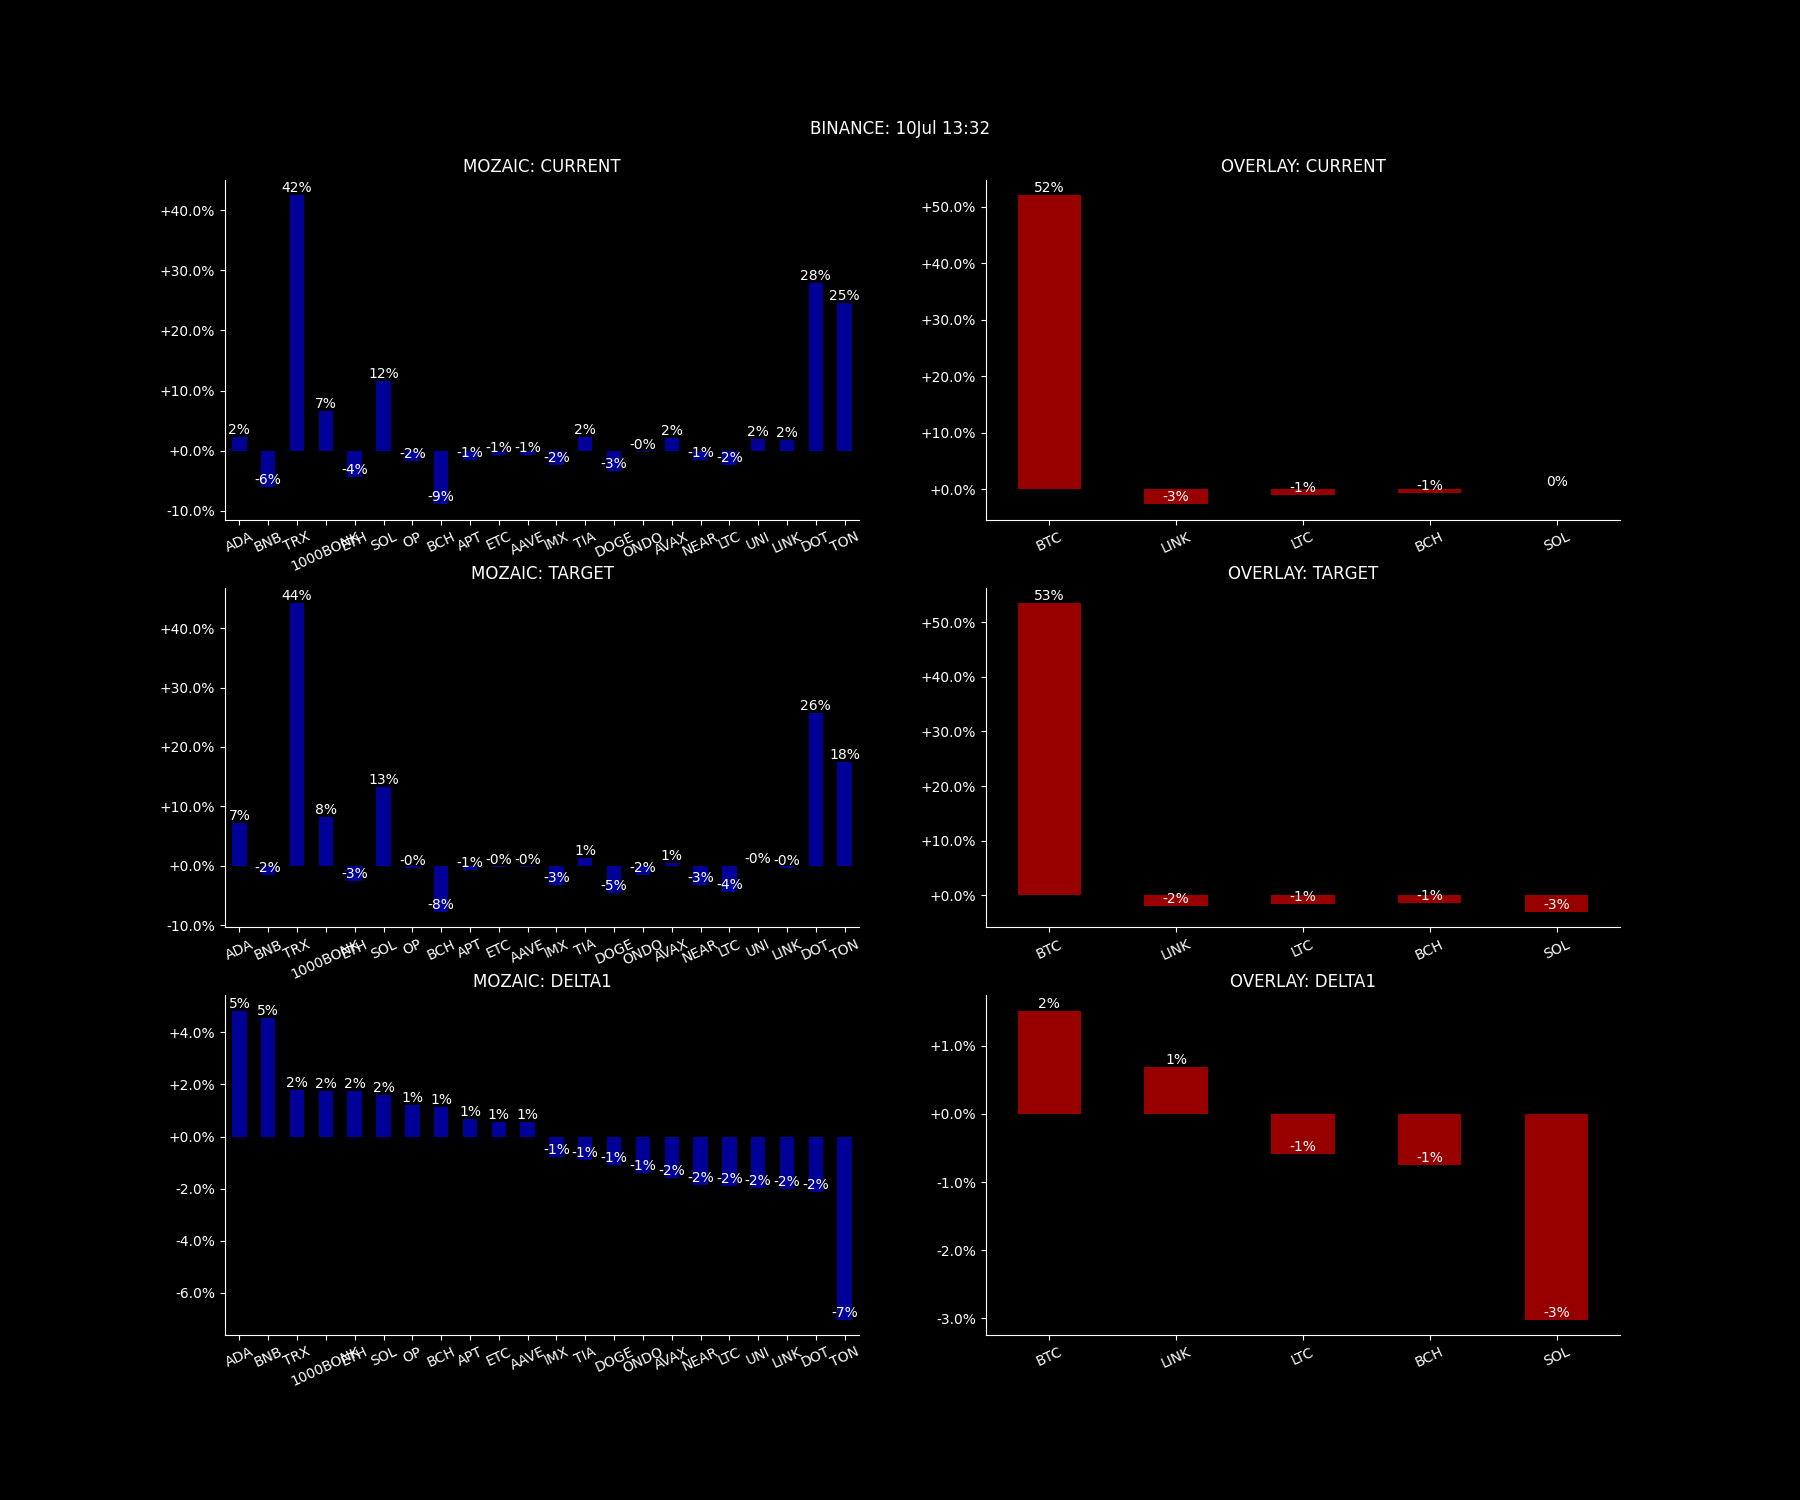 BINANCE: 10Jul 13:32
MOZAIC: CURRENT
+40.0%
+30.0%
+20.0%
+10.0%
+0.0%
-10.0%
2% -6% 42% 7% -4% 12% -2% -9% -1% -1% -1% -2% 2% -3% -0% 2% -1% -2% 2% 2% 28% 25%
ADA BNB TRX 1000BONK ETH SOL OP BCH APT ETC AAVE IMX TIA DOGE ONDO AVAX NEAR LTC UNI LINK DOT TON
OVERLAY: CURRENT
+50.0%
+40.0%
+30.0%
+20.0%
+10.0%
+0.0%
52% -3% -1% -1% 0%
BTC LINK LTC BCH SOL
MOZAIC: TARGET
+40.0%
+30.0%
+20.0%
+10.0%
+0.0%
-10.0%
7% -2% 44% 8% -3% 13% -0% -8% -1% -0% -0% -3% 1% -5% -2% 1% -3% -4% -0% -0% 26% 18%
ADA BNB TRX 1000BONK ETH SOL OP BCH APT ETC AAVE IMX TIA DOGE ONDO AVAX NEAR LTC UNI LINK DOT TON
OVERLAY: TARGET
+50.0%
+40.0%
+30.0%
+20.0%
+10.0%
+0.0%
53% -2% -1% -1% -3%
BTC LINK LTC BCH SOL
MOZAIC: DELTA1
+4.0%
+2.0%
+0.0%
-2.0%
-4.0%
-6.0%
5% 5% 2% 2% 2% 2% 1% 1% 1% 1% 1% -1% -1% -1% -1% -2% -2% -2% -2% -2% -2% -7%
ADA BNB TRX 1000BONK ETH SOL OP BCH APT ETC AAVE IMX TIA DOGE ONDO AVAX NEAR LTC UNI LINK DOT TON
OVERLAY: DELTA1
+1.0%
+0.0%
-1.0%
-2.0%
-3.0%
2% 1% -1% -1% -3%
BTC LINK LTC BCH SOL